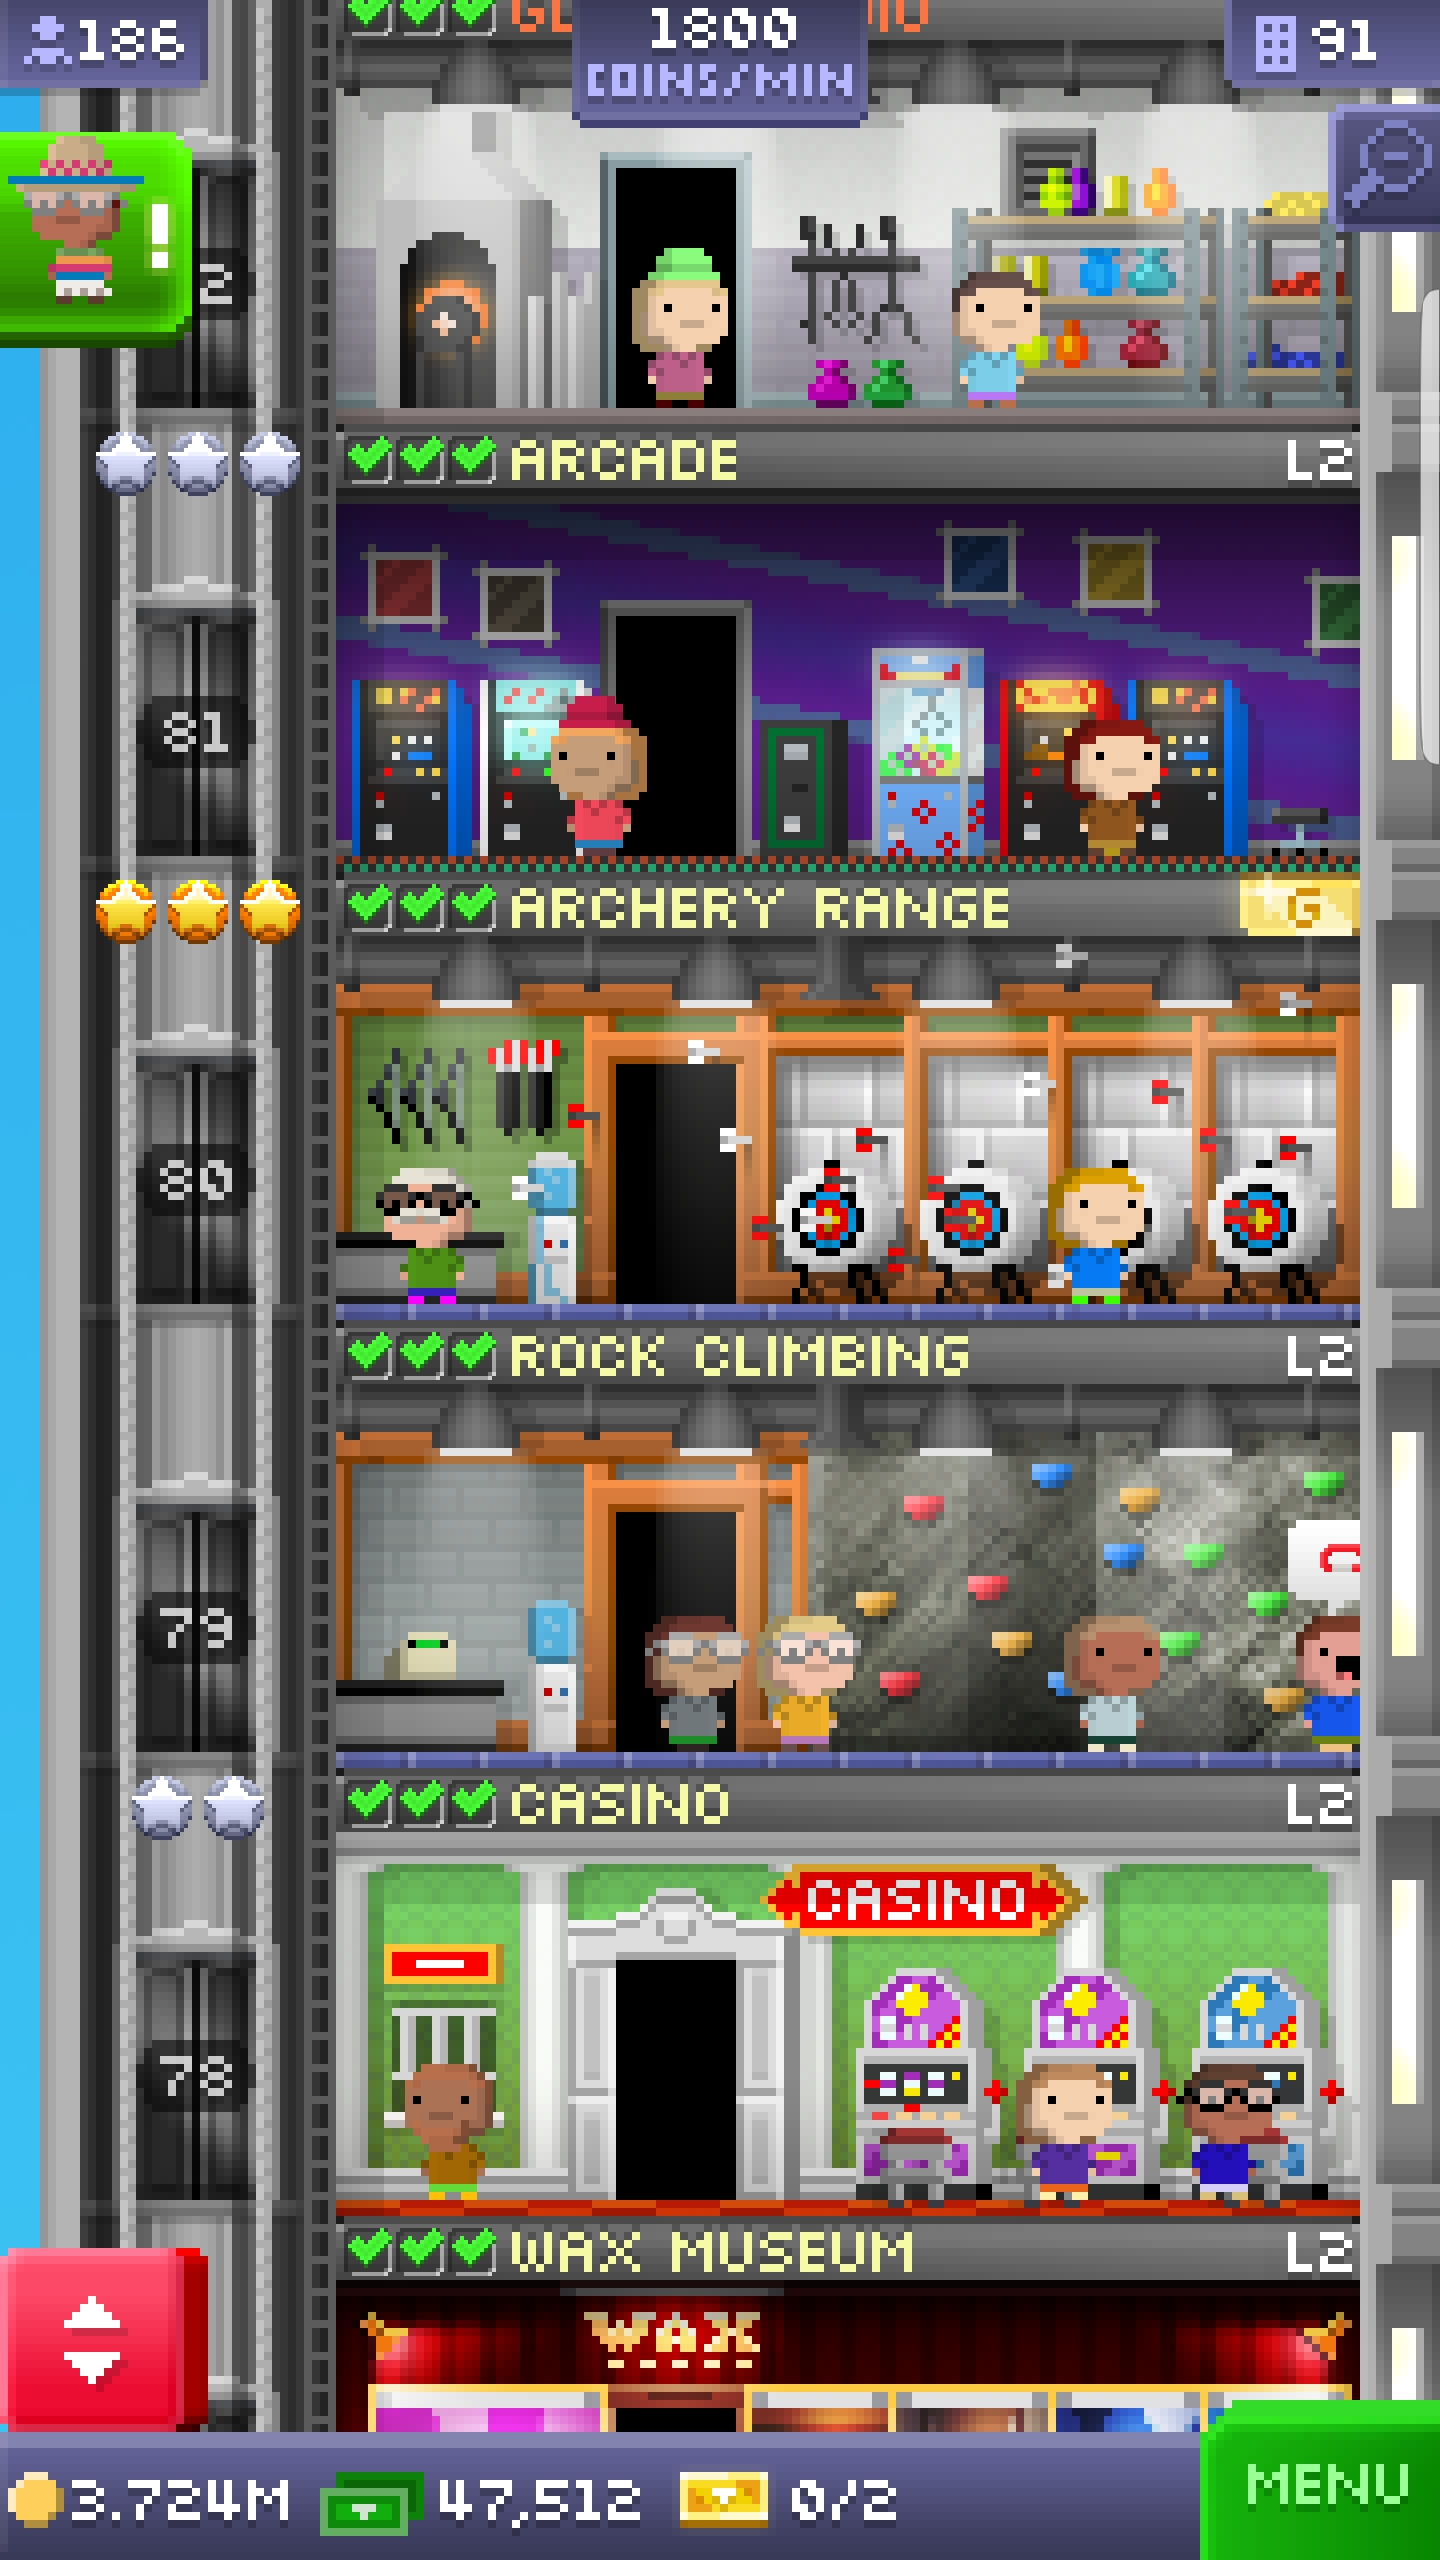 186
1800
COINS/MIN
91
!
2
ARCADE L2
81
ARCHERY RANGE G
80
ROCK CLIMBING L2
79
CASINO L2
CASINO
78
WAX MUSEUM L2
WAX
3.724M 47,512 0/2
MENU